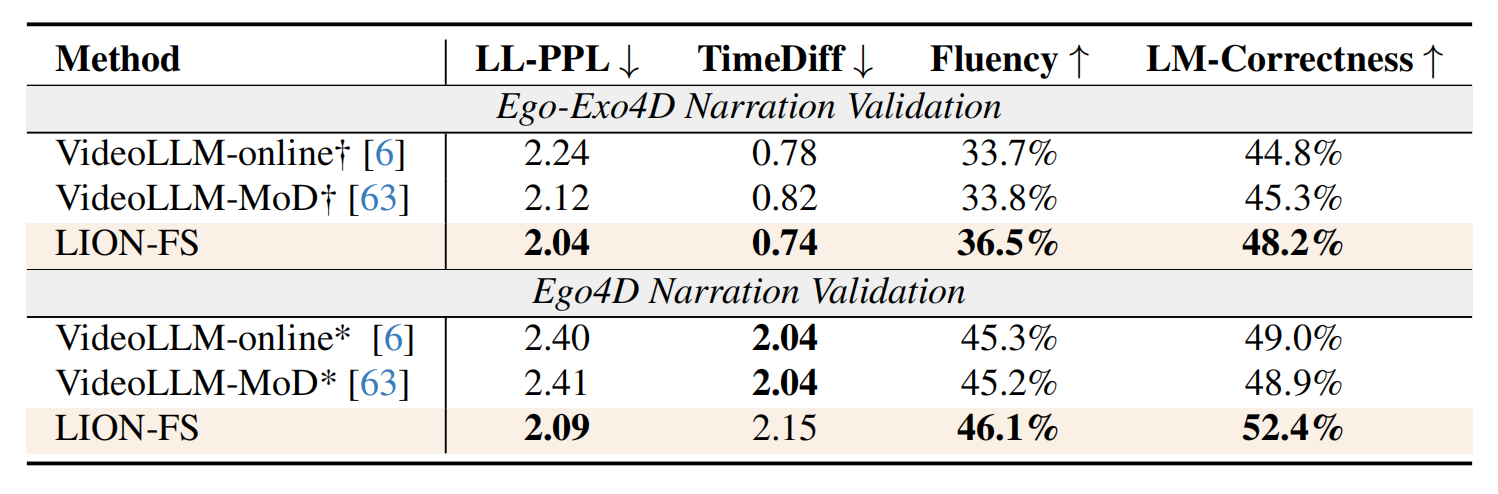 Method LL-PPL ↓ TimeDiff ↓ Fluency ↑ LM-Correctness ↑
Ego-Exo4D Narration Validation
VideoLLM-online† [6] 2.24 0.78 33.7% 44.8%
VideoLLM-MoD† [63] 2.12 0.82 33.8% 45.3%
LION-FS 2.04 0.74 36.5% 48.2%
Ego4D Narration Validation
VideoLLM-online* [6] 2.40 2.04 45.3% 49.0%
VideoLLM-MoD* [63] 2.41 2.04 45.2% 48.9%
LION-FS 2.09 2.15 46.1% 52.4%